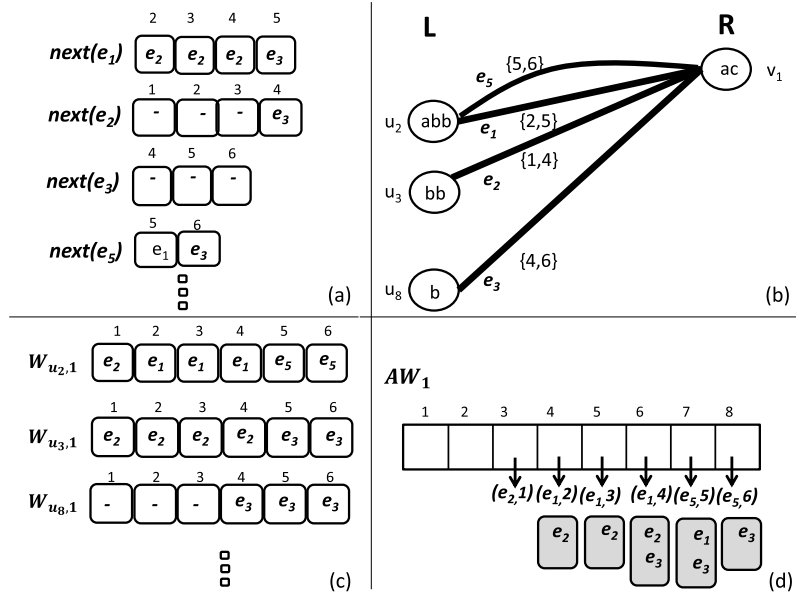 2 3 4 5
next(e1) e2 e2 e2 e3
1 2 3 4
next(e2) - - - e3
4 5 6
next(e3) - - -
5 6
next(e5) e1 e3
(a)
L R
{5,6} ac v1
e5
u2 abb
e1 {2,5}
u3 bb {1,4}
e2
{4,6}
u8 b e3
(b)
1 2 3 4 5 6
Wu2,1 e2 e1 e1 e1 e5 e5
1 2 3 4 5 6
Wu3,1 e2 e2 e2 e2 e3 e3
1 2 3 4 5 6
Wu8,1 - - - e3 e3 e3
(c)
AW1
1 2 3 4 5 6 7 8
(e2,1) (e1,2) (e1,3) (e1,4) (e5,5) (e5,6)
e2 e2 e2 e1 e3
e3 e3
(d)